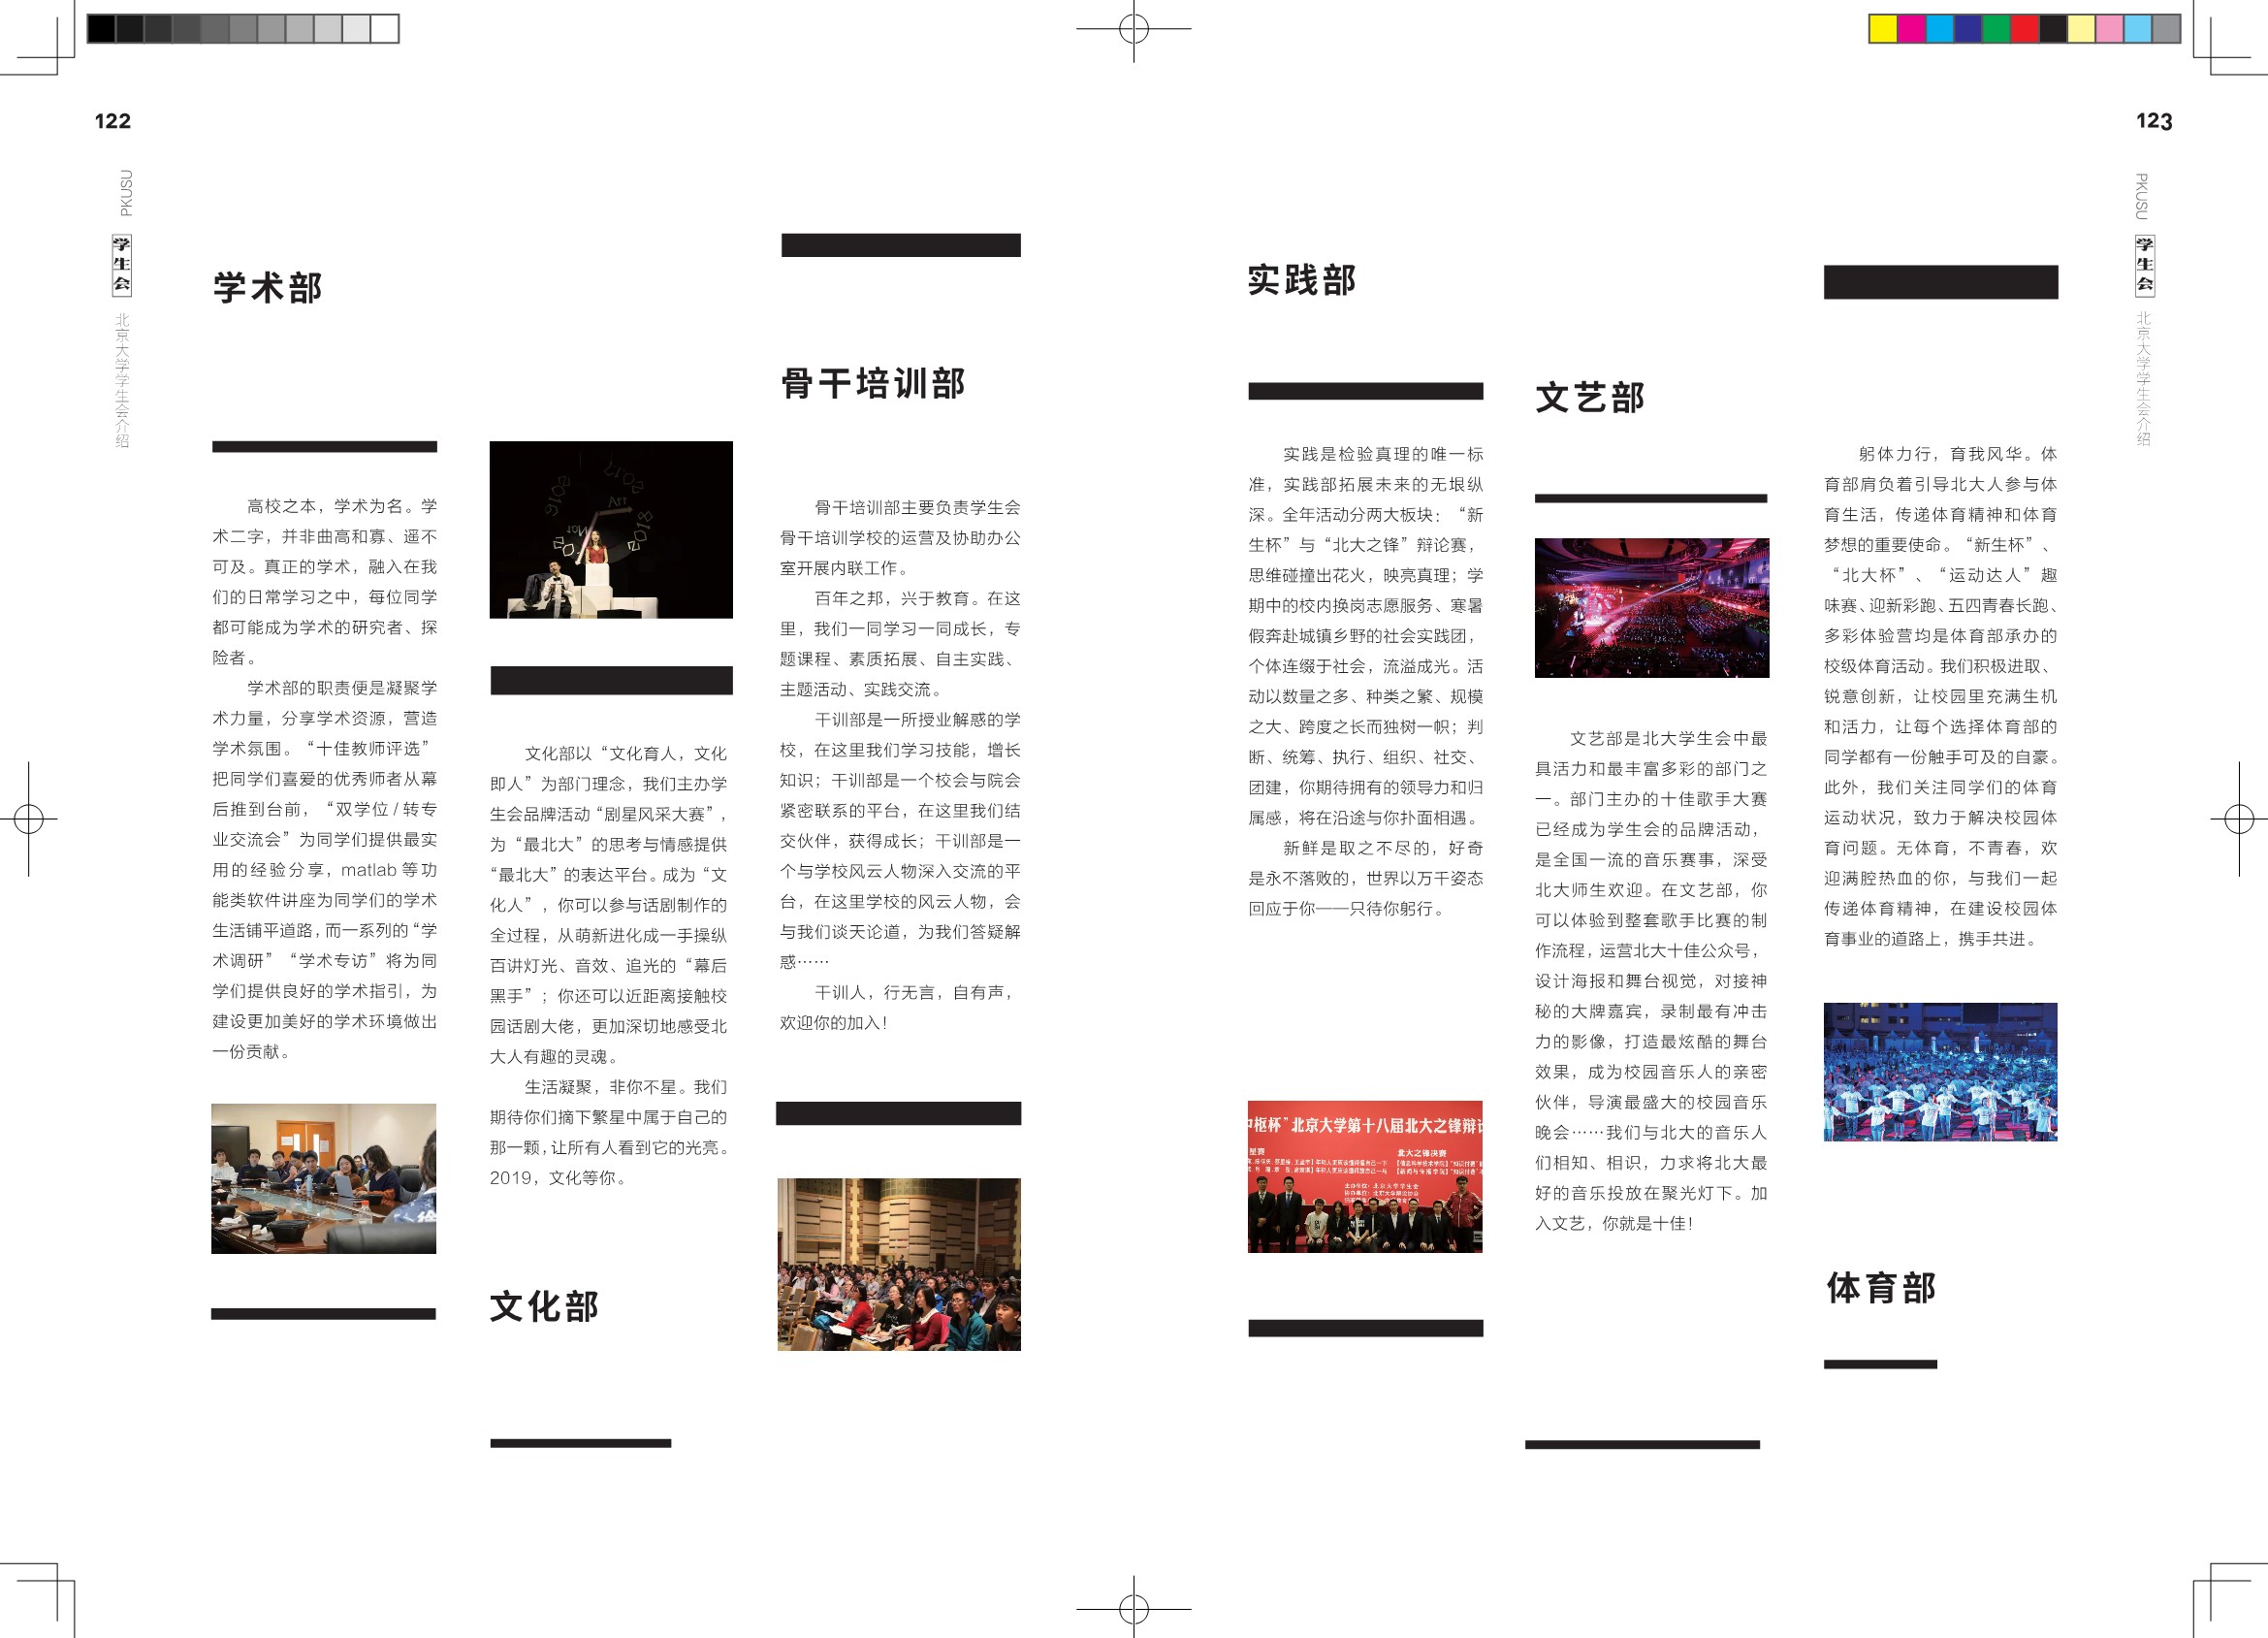 122
PKUSU
学生会
北京大学学生会介绍
学术部
高校之本，学术为名。学
术二字，并非曲高和寡、遥不
可及。真正的学术，融入在我
们的日常学习之中，每位同学
都可能成为学术的研究者、探
险者。
学术部的职责便是凝聚学
术力量，分享学术资源，营造
学术氛围。“十佳教师评选”
把同学们喜爱的优秀师者从幕
后推到台前，“双学位/转专
业交流会”为同学们提供最实
用的经验分享，matlab 等功
能类软件讲座为同学们的学术
生活铺平道路，而一系列的“学
术调研”“学术专访”将为同
学们提供良好的学术指引，为
建设更加美好的学术环境做出
一份贡献。
文化部以“文化育人，文化
即人”为部门理念，我们主办学
生会品牌活动“剧星风采大赛”，
为“最北大”的思考与情感提供
“最北大”的表达平台。成为“文
化人”，你可以参与话剧制作的
全过程，从萌新进化成一手操纵
百讲灯光、音效、追光的“幕后
黑手”；你还可以近距离接触校
园话剧大佬，更加深切地感受北
大人有趣的灵魂。
生活凝聚，非你不星。我们
期待你们摘下繁星中属于自己的
那一颗，让所有人看到它的光亮。
2019，文化等你。
文化部
骨干培训部
骨干培训部主要负责学生会
骨干培训学校的运营及协助办公
室开展内联工作。
百年之邦，兴于教育。在这
里，我们一同学习一同成长，专
题课程、素质拓展、自主实践、
主题活动、实践交流。
干训部是一所授业解惑的学
校，在这里我们学习技能，增长
知识；干训部是一个校会与院会
紧密联系的平台，在这里我们结
交伙伴，获得成长；干训部是一
个与学校风云人物深入交流的平
台，在这里学校的风云人物，会
与我们谈天论道，为我们答疑解
惑……
干训人，行无言，自有声，
欢迎你的加入！
实践部
实践是检验真理的唯一标
准，实践部拓展未来的无垠纵
深。全年活动分两大板块：“新
生杯”与“北大之锋”辩论赛，
思维碰撞出花火，映亮真理；学
期中的校内换岗志愿服务、寒暑
假奔赴城镇乡野的社会实践团，
个体连缀于社会，流溢成光。活
动以数量之多、种类之繁、规模
之大、跨度之长而独树一帜；判
断、统筹、执行、组织、社交、
团建，你期待拥有的领导力和归
属感，将在沿途与你扑面相遇。
新鲜是取之不尽的，好奇
是永不落败的，世界以万千姿态
回应于你——只待你躬行。
中枢杯”北京大学第十八届北大之锋辩论
北大之锋决赛
文艺部
文艺部是北大学生会中最
具活力和最丰富多彩的部门之
一。部门主办的十佳歌手大赛
已经成为学生会的品牌活动，
是全国一流的音乐赛事，深受
北大师生欢迎。在文艺部，你
可以体验到整套歌手比赛的制
作流程，运营北大十佳公众号，
设计海报和舞台视觉，对接神
秘的大牌嘉宾，录制最有冲击
力的影像，打造最炫酷的舞台
效果，成为校园音乐人的亲密
伙伴，导演最盛大的校园音乐
晚会……我们与北大的音乐人
们相知、相识，力求将北大最
好的音乐投放在聚光灯下。加
入文艺，你就是十佳！
躬体力行，育我风华。体
育部肩负着引导北大人参与体
育生活，传递体育精神和体育
梦想的重要使命。“新生杯”、
“北大杯”、“运动达人”趣
味赛、迎新彩跑、五四青春长跑、
多彩体验营均是体育部承办的
校级体育活动。我们积极进取、
锐意创新，让校园里充满生机
和活力，让每个选择体育部的
同学都有一份触手可及的自豪。
此外，我们关注同学们的体育
运动状况，致力于解决校园体
育问题。无体育，不青春，欢
迎满腔热血的你，与我们一起
传递体育精神，在建设校园体
育事业的道路上，携手共进。
体育部
123
PKUSU
学生会
北京大学学生会介绍